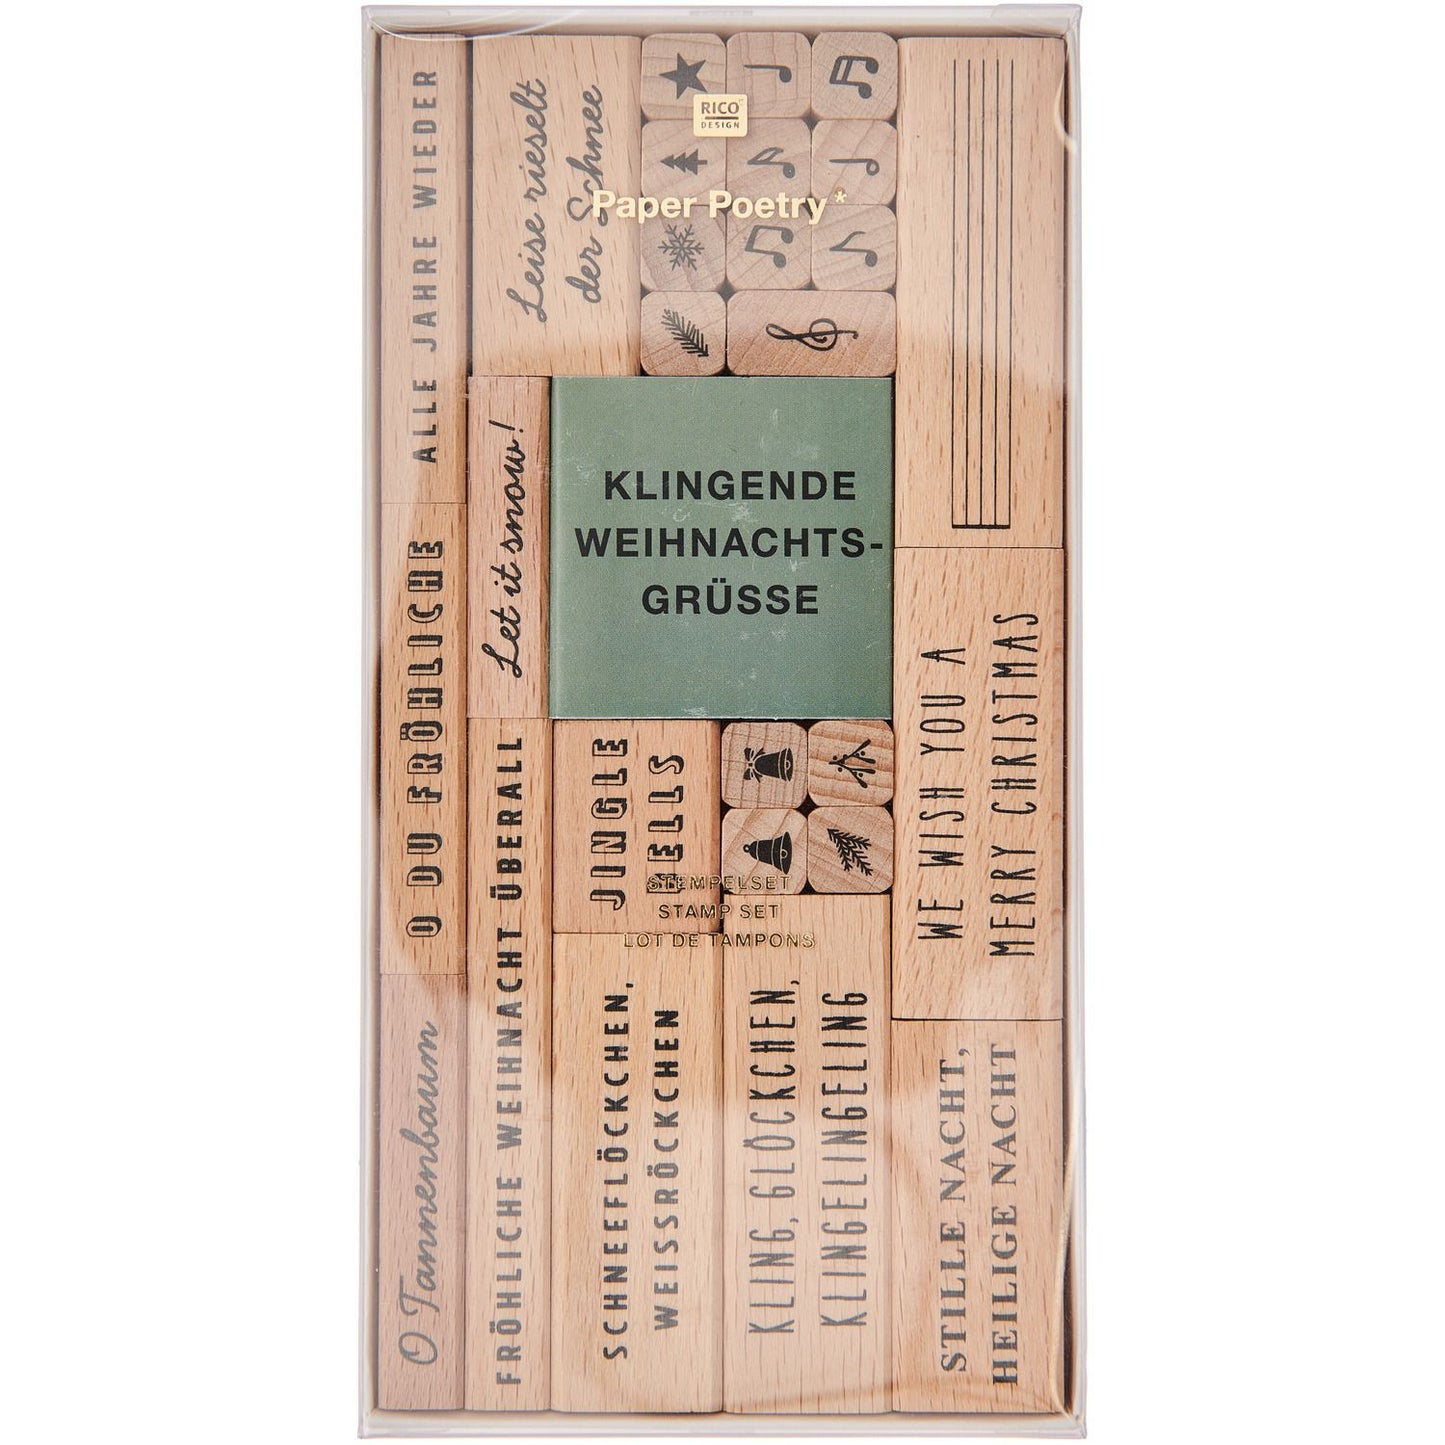 RICO
DESIGN
Paper Poetry*
ALLE JAHRE WIEDER
Leise rieselt
der Schnee
Let it snow!
KLINGENDE
WEIHNACHTS-
GRÜSSE
O DU FRÖHLICHE
WE WISH YOU A
MERRY CHRISTMAS
JINGLE
BELLS
STEMPELSET
STAMP SET
LOT DE TAMPONS
FRÖHLICHE WEIHNACHT ÜBERALL
O Tannenbaum
SCHNEEFLÖCKCHEN,
WEISSRÖCKCHEN
KLING, GLÖCKCHEN,
KLINGELINGELING
STILLE NACHT,
HEILIGE NACHT